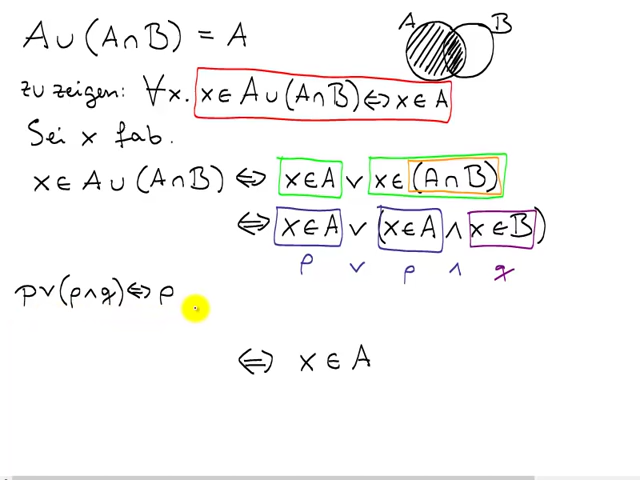 A ∪ (A ∩ B) = A
A B
zu zeigen: ∀x. x ∈ A ∪ (A ∩ B) ⇔ x ∈ A
Sei x fab.
x ∈ A ∪ (A ∩ B) ⇔ x ∈ A ∨ x ∈ (A ∩ B)
⇔ x ∈ A ∨ (x ∈ A ∧ x ∈ B)
p ∨ p ∧ q
p ∨ (p ∧ q) ⇔ p
⇔ x ∈ A